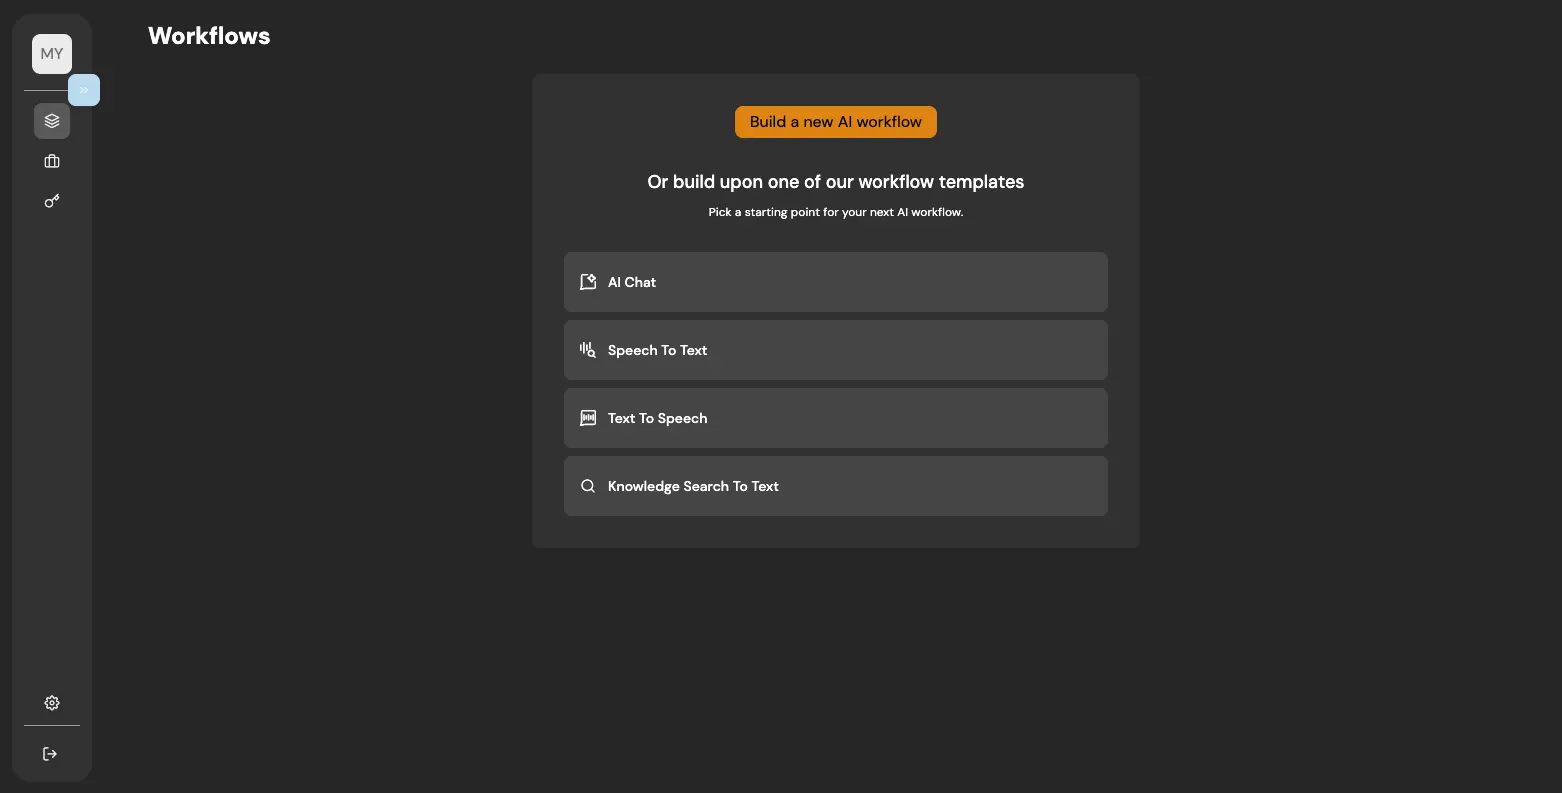 MY
Workflows
Build a new AI workflow
Or build upon one of our workflow templates
Pick a starting point for your next AI workflow.
AI Chat
Speech To Text
Text To Speech
Knowledge Search To Text